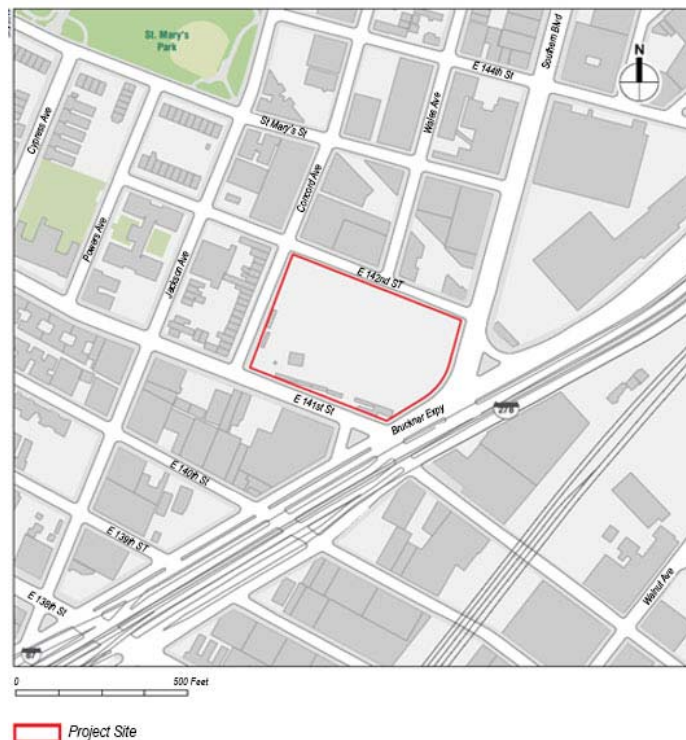 St. Mary's
Park
E 144th St
Southern Blvd
N
Cypress Ave
St Mary's St
Wales Ave
Concord Ave
Powers Ave
Jackson Ave
E 142nd ST
E 141st St
Bruckner Expy
278
E 140th St
E 139th ST
E 138th St
Walnut Ave
87
0
500 Feet
Project Site